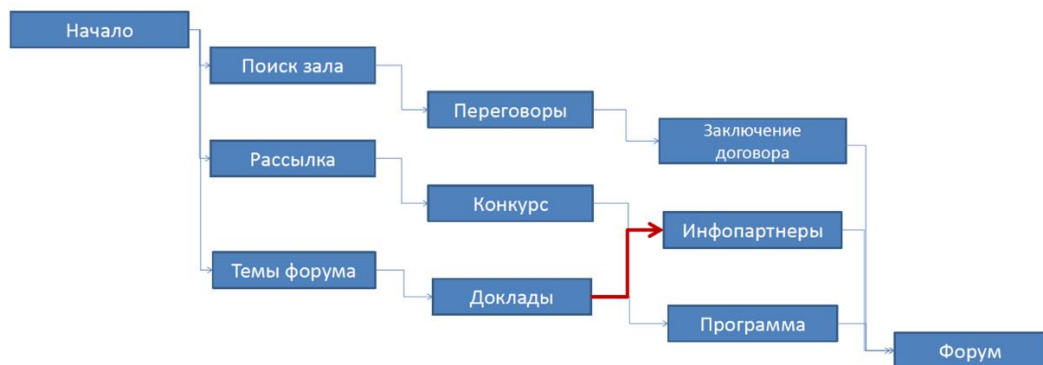 Начало
Поиск зала
Переговоры
Заключение
договора
Рассылка
Конкурс
Инфопартнеры
Темы форума
Доклады
Программа
Форум